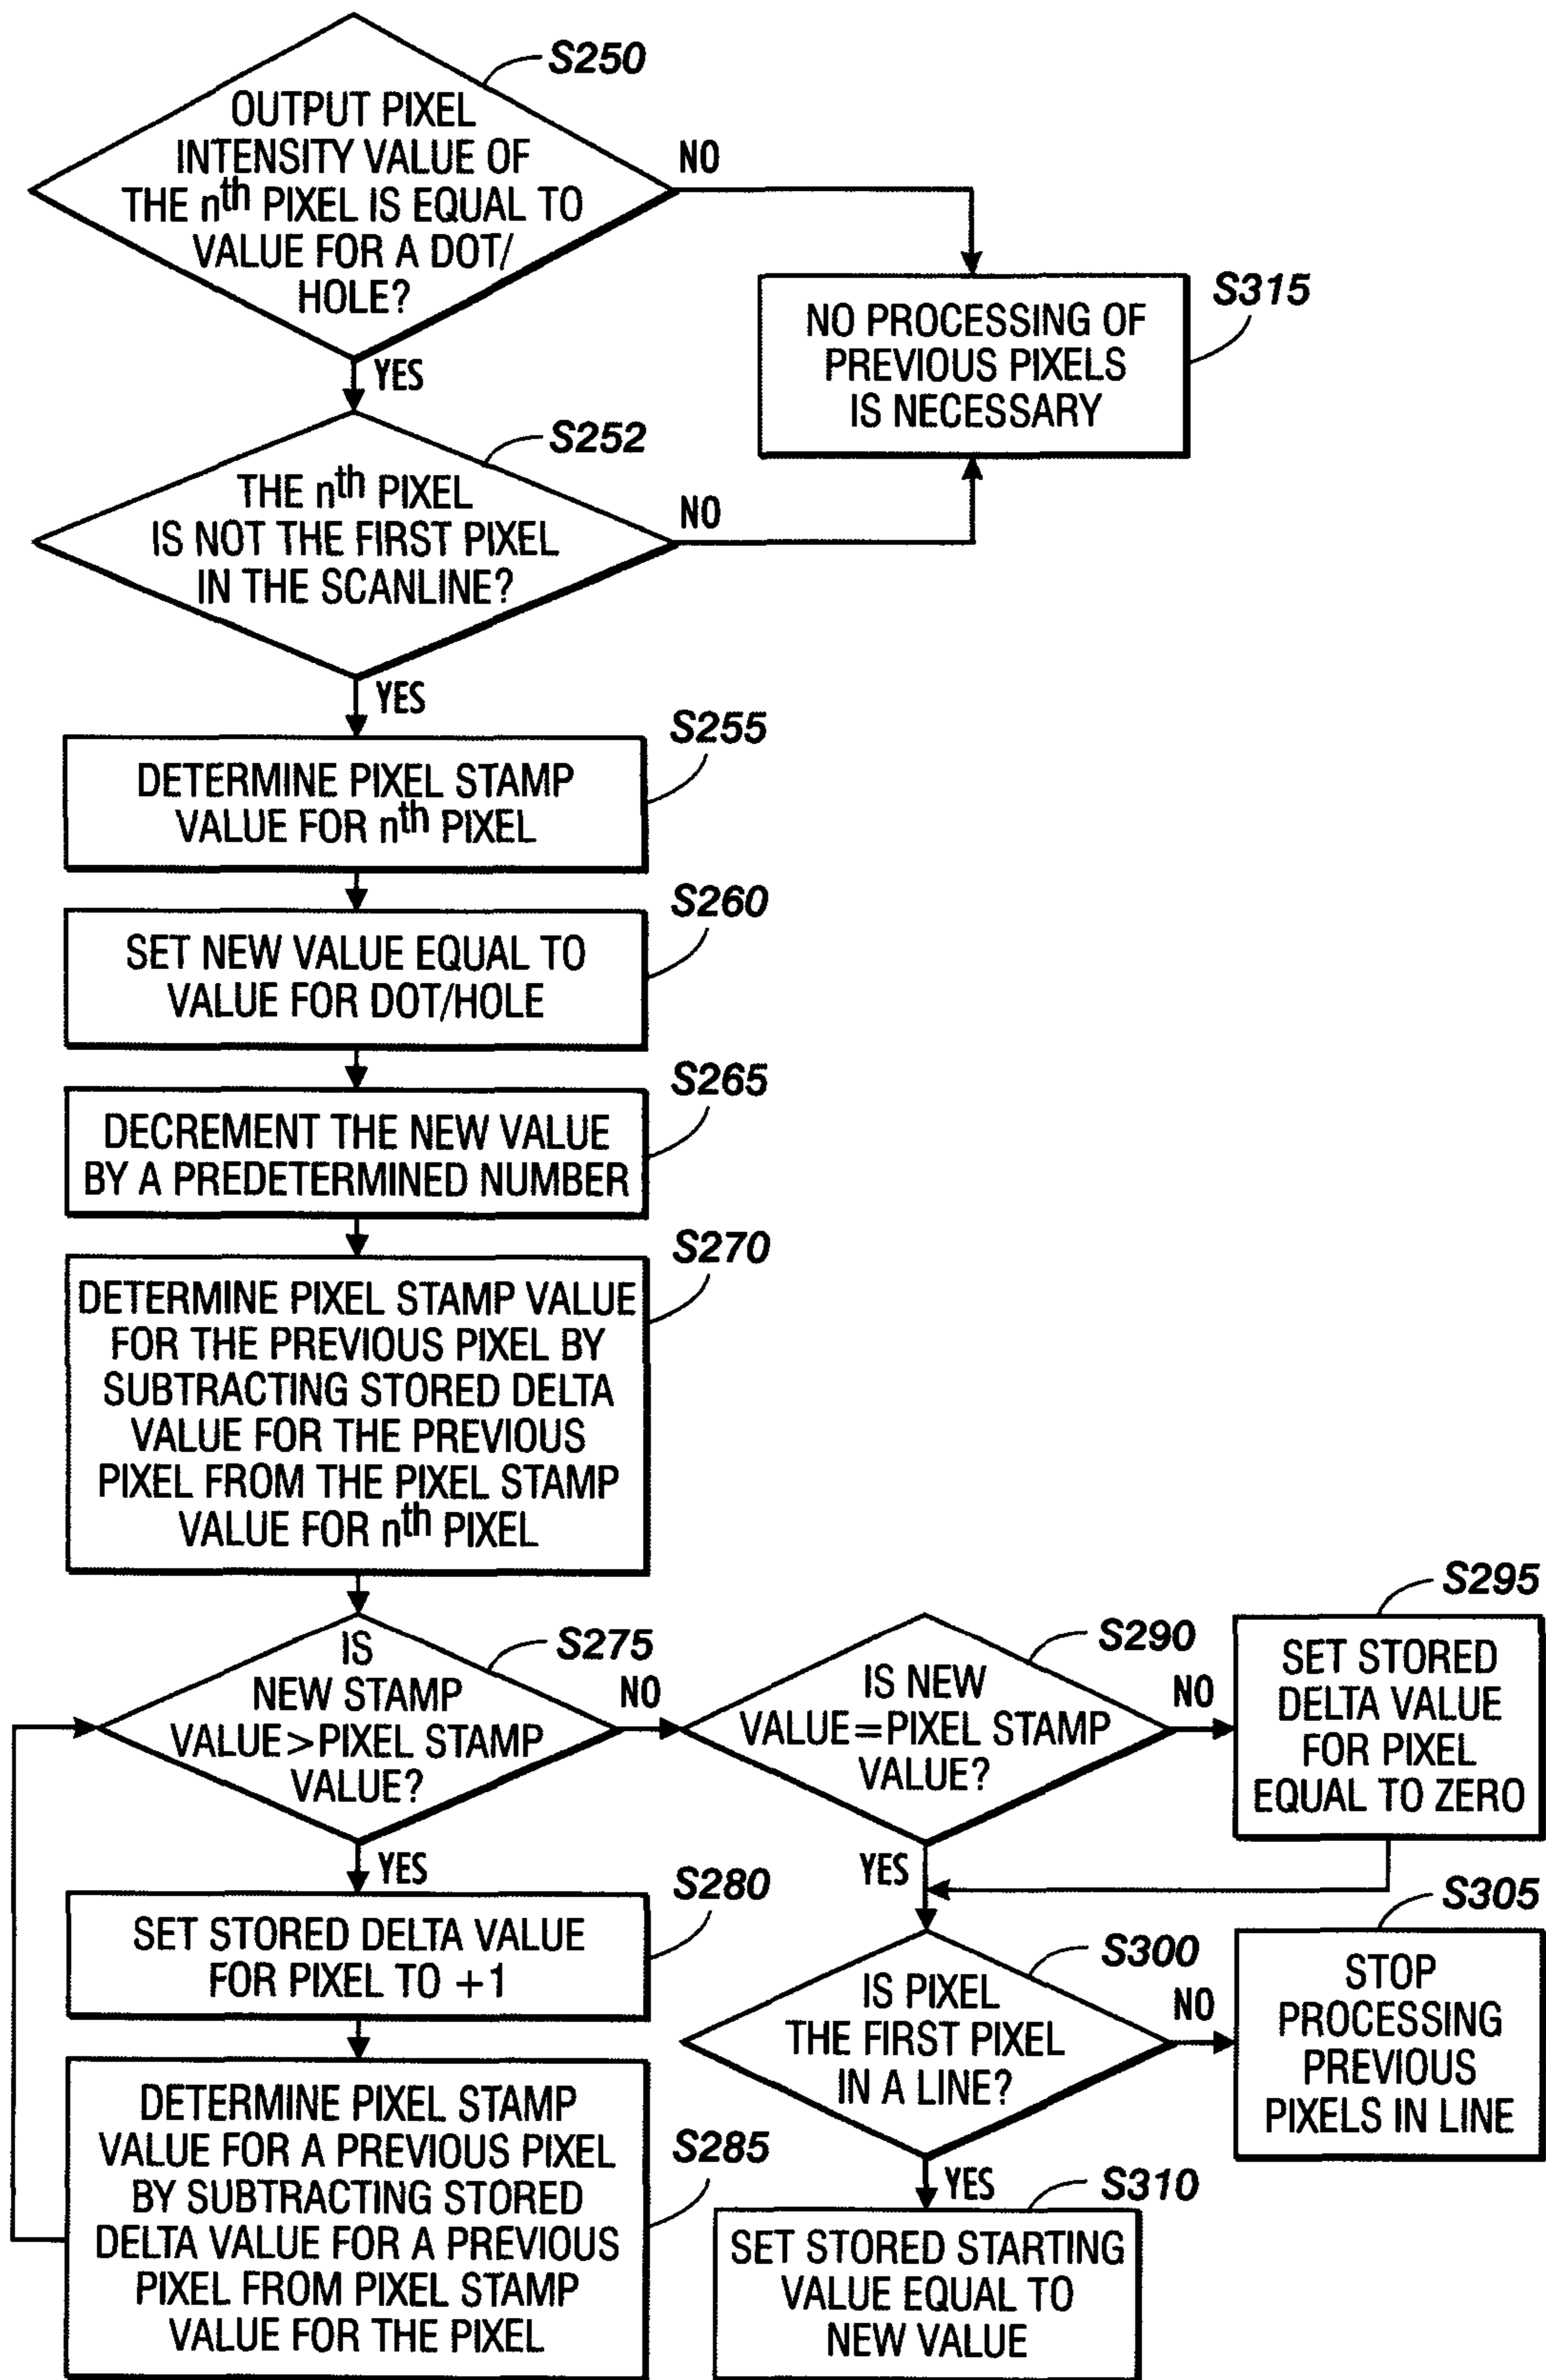 S250
OUTPUT PIXEL
INTENSITY VALUE OF
THE nth PIXEL IS EQUAL TO
VALUE FOR A DOT/
HOLE?
NO
YES
S315
NO PROCESSING OF
PREVIOUS PIXELS
IS NECESSARY
S252
THE nth PIXEL
IS NOT THE FIRST PIXEL
IN THE SCANLINE?
NO
YES
S255
DETERMINE PIXEL STAMP
VALUE FOR nth PIXEL
S260
SET NEW VALUE EQUAL TO
VALUE FOR DOT/HOLE
S265
DECREMENT THE NEW VALUE
BY A PREDETERMINED NUMBER
S270
DETERMINE PIXEL STAMP VALUE
FOR THE PREVIOUS PIXEL BY
SUBTRACTING STORED DELTA
VALUE FOR THE PREVIOUS
PIXEL FROM THE PIXEL STAMP
VALUE FOR nth PIXEL
S275
IS
NEW STAMP
VALUE>PIXEL STAMP
VALUE?
NO
YES
S290
IS NEW
VALUE=PIXEL STAMP
VALUE?
NO
YES
S295
SET STORED
DELTA VALUE
FOR PIXEL
EQUAL TO ZERO
S280
SET STORED DELTA VALUE
FOR PIXEL TO +1
S300
IS PIXEL
THE FIRST PIXEL
IN A LINE?
NO
YES
S305
STOP
PROCESSING
PREVIOUS
PIXELS IN LINE
S285
DETERMINE PIXEL STAMP
VALUE FOR A PREVIOUS PIXEL
BY SUBTRACTING STORED
DELTA VALUE FOR A PREVIOUS
PIXEL FROM PIXEL STAMP
VALUE FOR THE PIXEL
S310
SET STORED STARTING
VALUE EQUAL TO
NEW VALUE